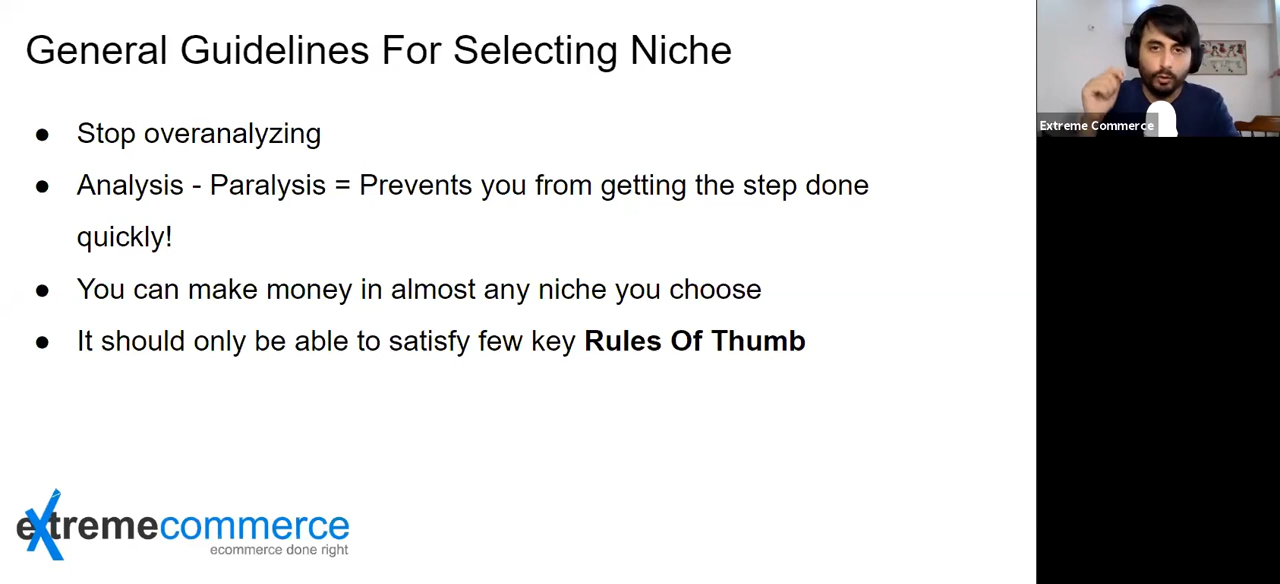 General Guidelines For Selecting Niche
● Stop overanalyzing
● Analysis - Paralysis = Prevents you from getting the step done
quickly!
● You can make money in almost any niche you choose
● It should only be able to satisfy few key Rules Of Thumb
extremecommerce
ecommerce done right
Extreme Commerce